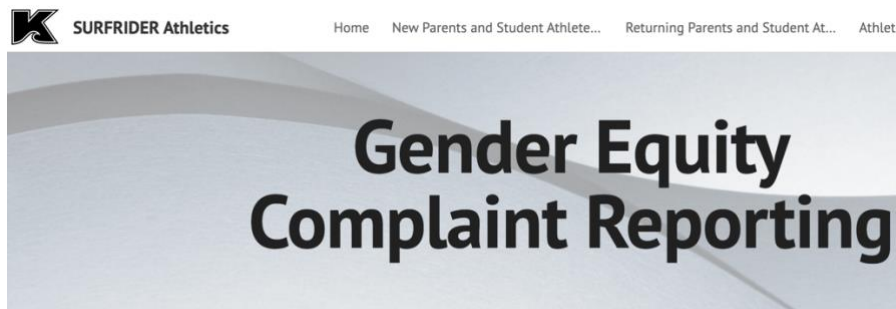 K SURFRIDER Athletics Home New Parents and Student Athlete... Returning Parents and Student At... Athlet
Gender Equity
Complaint Reporting